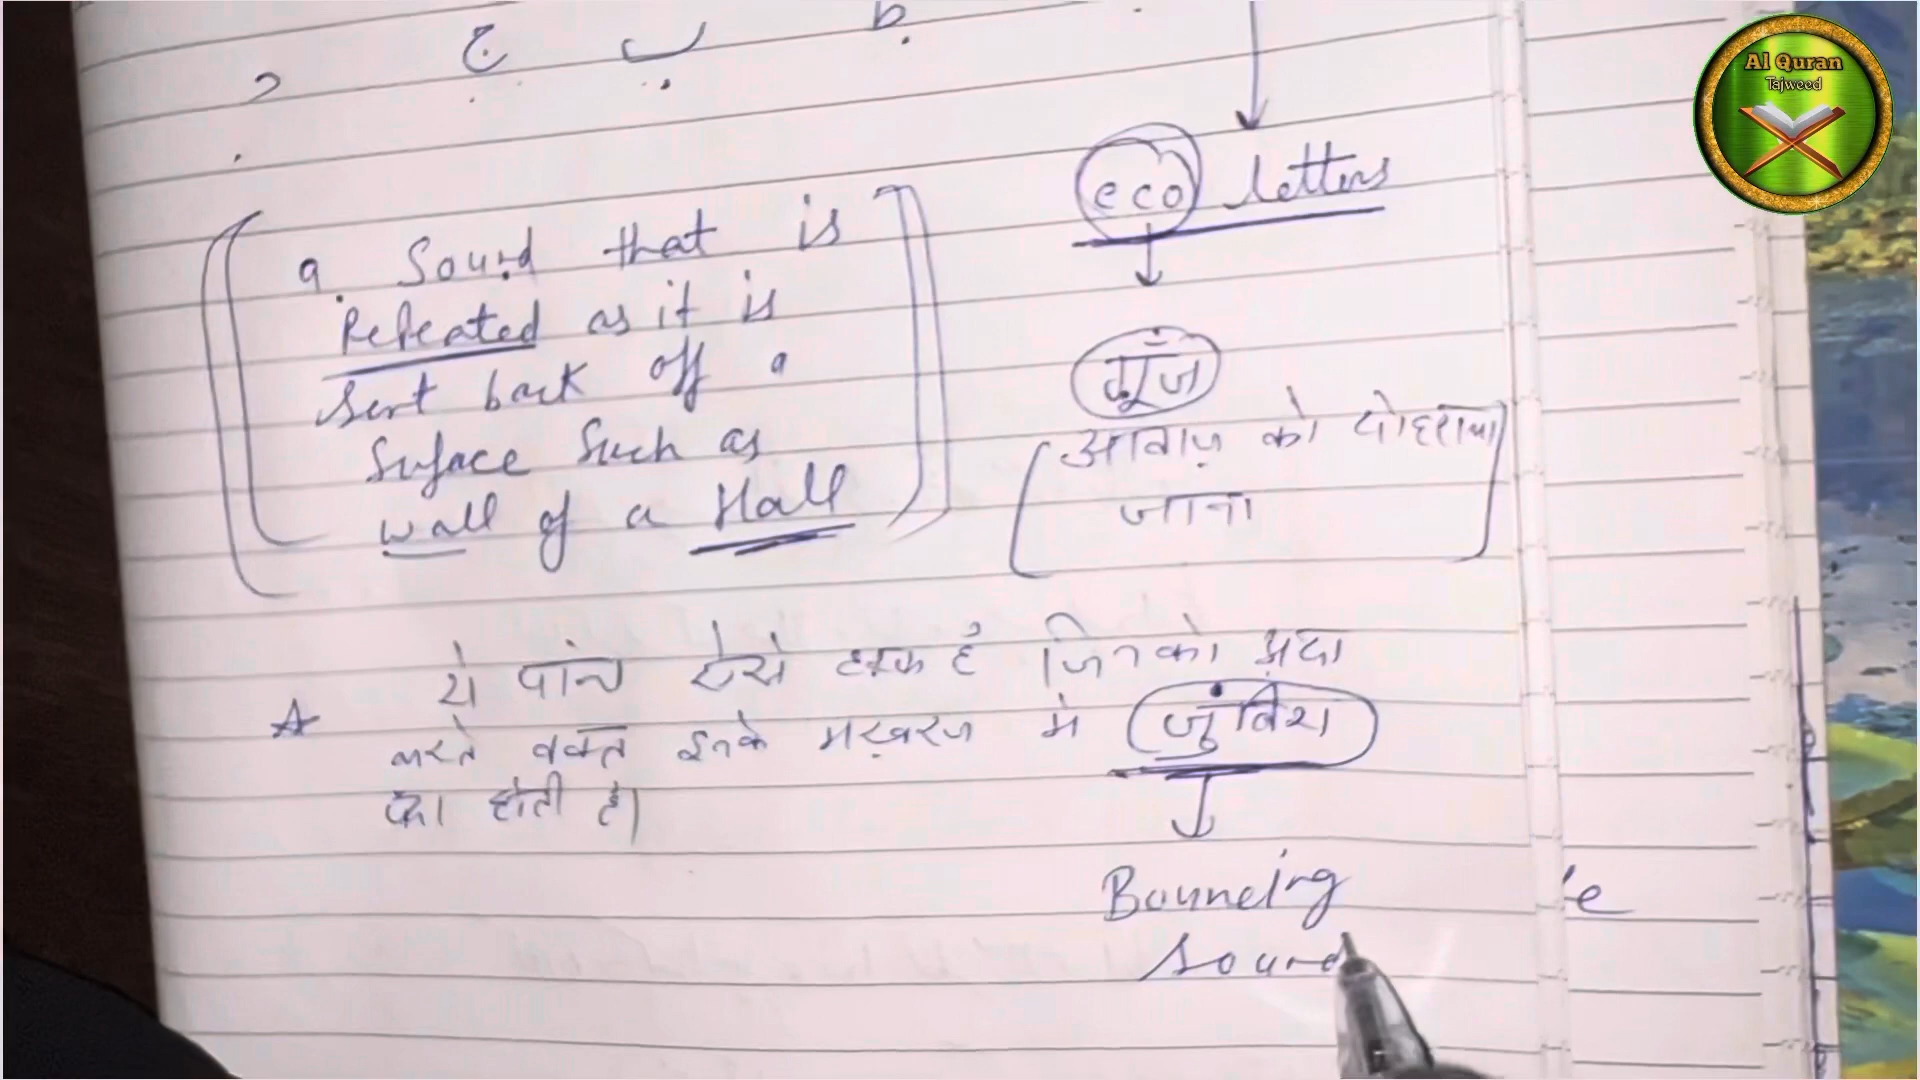 د ج ب ط
eco letters
गूंज
आवाज़ को दोहराया
जाना
a Sound that is
Repeated as it is
sent back off a
Suface Such as
wall of a Hall
ये पांच ऐसे हरफ है जिनको अदा
करते वक्त इनके मख़रज में जुंबिश
का होती है।
Bouncing
sound
Al Quran
Tajweed